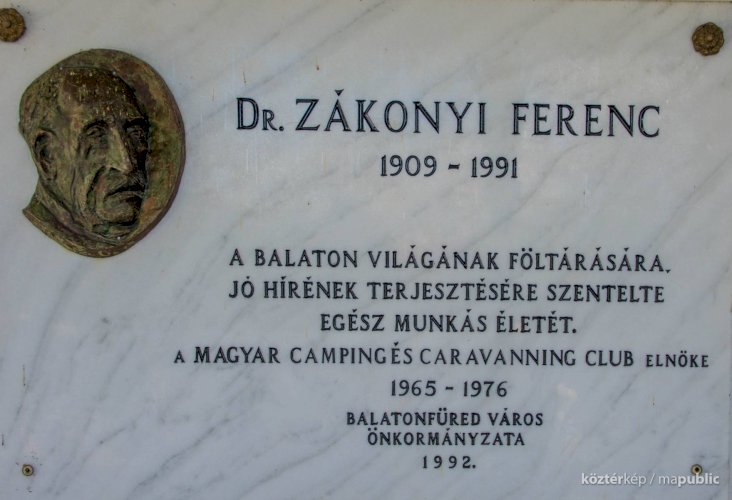 DR. ZÁKONYI FERENC
1909 - 1991
A BALATON VILÁGÁNAK FÖLTÁRÁSÁRA,
JÓ HÍRÉNEK TERJESZTÉSÉRE SZENTELTE
EGÉSZ MUNKÁS ÉLETÉT.
A MAGYAR CAMPING ÉS CARAVANNING CLUB ELNÖKE
1965 - 1976
BALATONFÜRED VÁROS
ÖNKORMÁNYZATA
1992.
köztérkép / mapublic